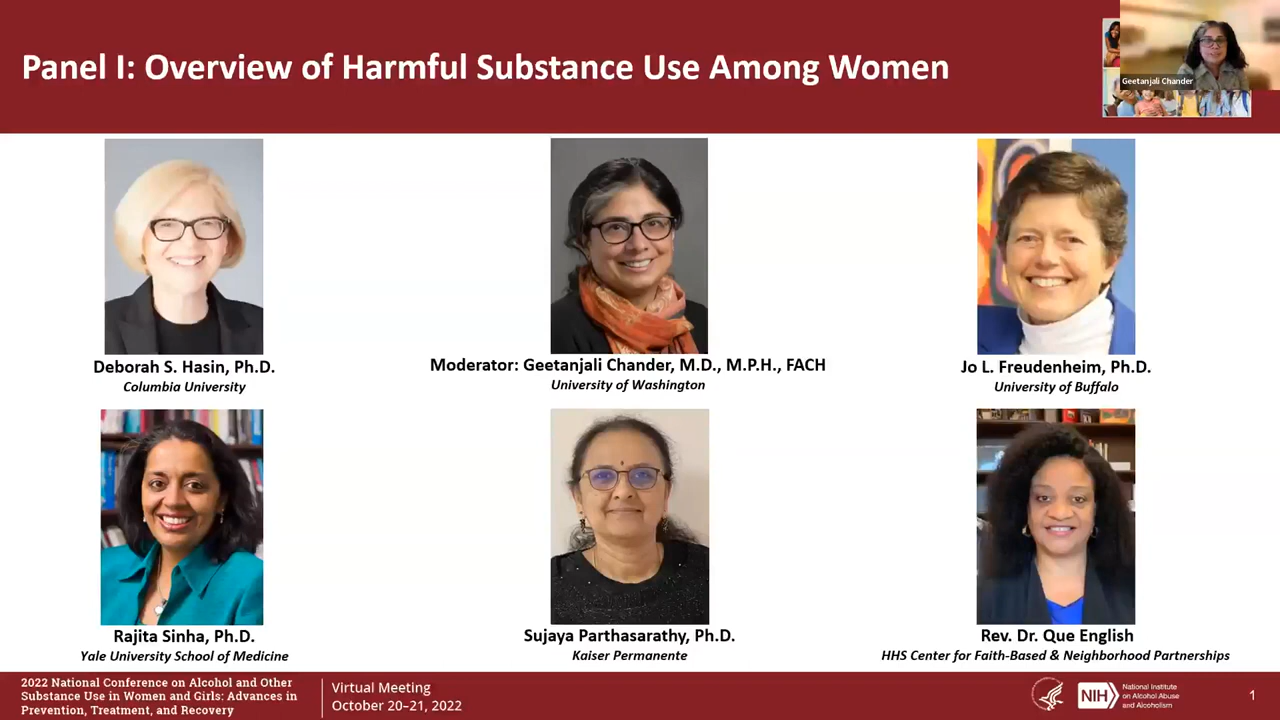 Panel I: Overview of Harmful Substance Use Among Women
Geetanjali Chander
Deborah S. Hasin, Ph.D.
Columbia University
Moderator: Geetanjali Chander, M.D., M.P.H., FACH
University of Washington
Jo L. Freudenheim, Ph.D.
University of Buffalo
Rajita Sinha, Ph.D.
Yale University School of Medicine
Sujaya Parthasarathy, Ph.D.
Kaiser Permanente
Rev. Dr. Que English
HHS Center for Faith-Based & Neighborhood Partnerships
2022 National Conference on Alcohol and Other
Substance Use in Women and Girls: Advances in
Prevention, Treatment, and Recovery
Virtual Meeting
October 20–21, 2022
NIH
National Institute
on Alcohol Abuse
and Alcoholism
1